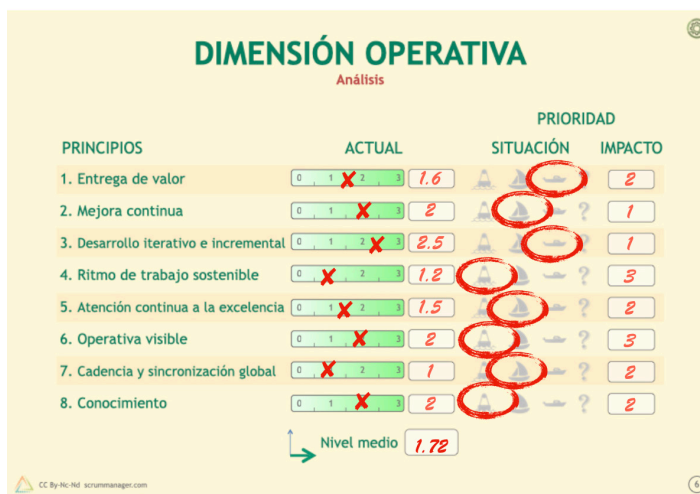 DIMENSIÓN OPERATIVA
Análisis
PRIORIDAD
PRINCIPIOS ACTUAL SITUACIÓN IMPACTO
1. Entrega de valor 0 1 2 3 1.6 ? 2
2. Mejora continua 0 1 3 2 ? 1
3. Desarrollo iterativo e incremental 0 1 2 3 2.5 ? 1
4. Ritmo de trabajo sostenible 0 2 3 1.2 ? 3
5. Atención continua a la excelencia 0 1 2 3 1.5 ? 2
6. Operativa visible 0 1 3 2 ? 3
7. Cadencia y sincronización global 0 2 3 1 ? 2
8. Conocimiento 0 1 3 2 ? 2
Nivel medio 1.72
CC By-Nc-Nd scrummanager.com 6